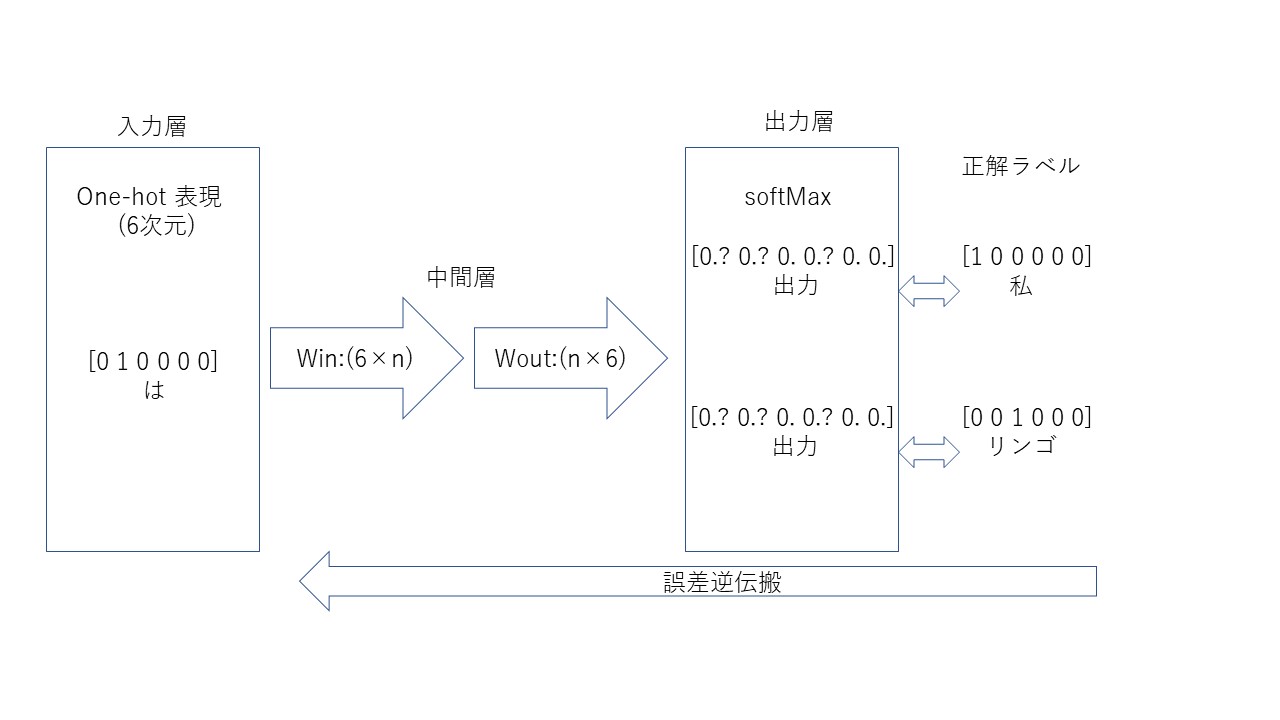 入力層
One-hot 表現
(6次元)
[0 1 0 0 0 0]
は
中間層
Win:(6×n)
Wout:(n×6)
出力層
softMax
[0.? 0.? 0. 0.? 0. 0.]
出力
[0.? 0.? 0. 0.? 0. 0.]
出力
正解ラベル
[1 0 0 0 0 0]
私
[0 0 1 0 0 0]
リンゴ
誤差逆伝搬